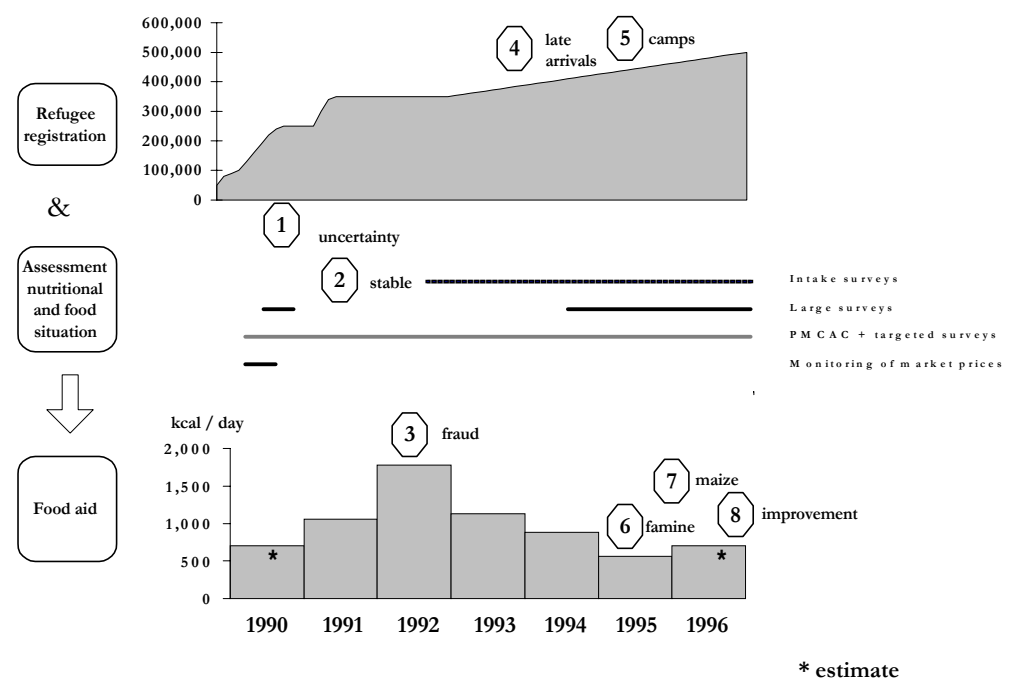 600,000
500,000
400,000
300,000
200,000
100,000
0
4
late
arrivals
5
camps
Refugee
registration
&
1
uncertainty
Assessment
nutritional
and food
situation
2
stable
Intake surveys
Large surveys
PMCAC + targeted surveys
Monitoring of market prices
kcal / day
2,000
1,500
1,000
500
0
3
fraud
7
maize
6
famine
8
improvement
Food aid
*
*
1990 1991 1992 1993 1994 1995 1996
* estimate